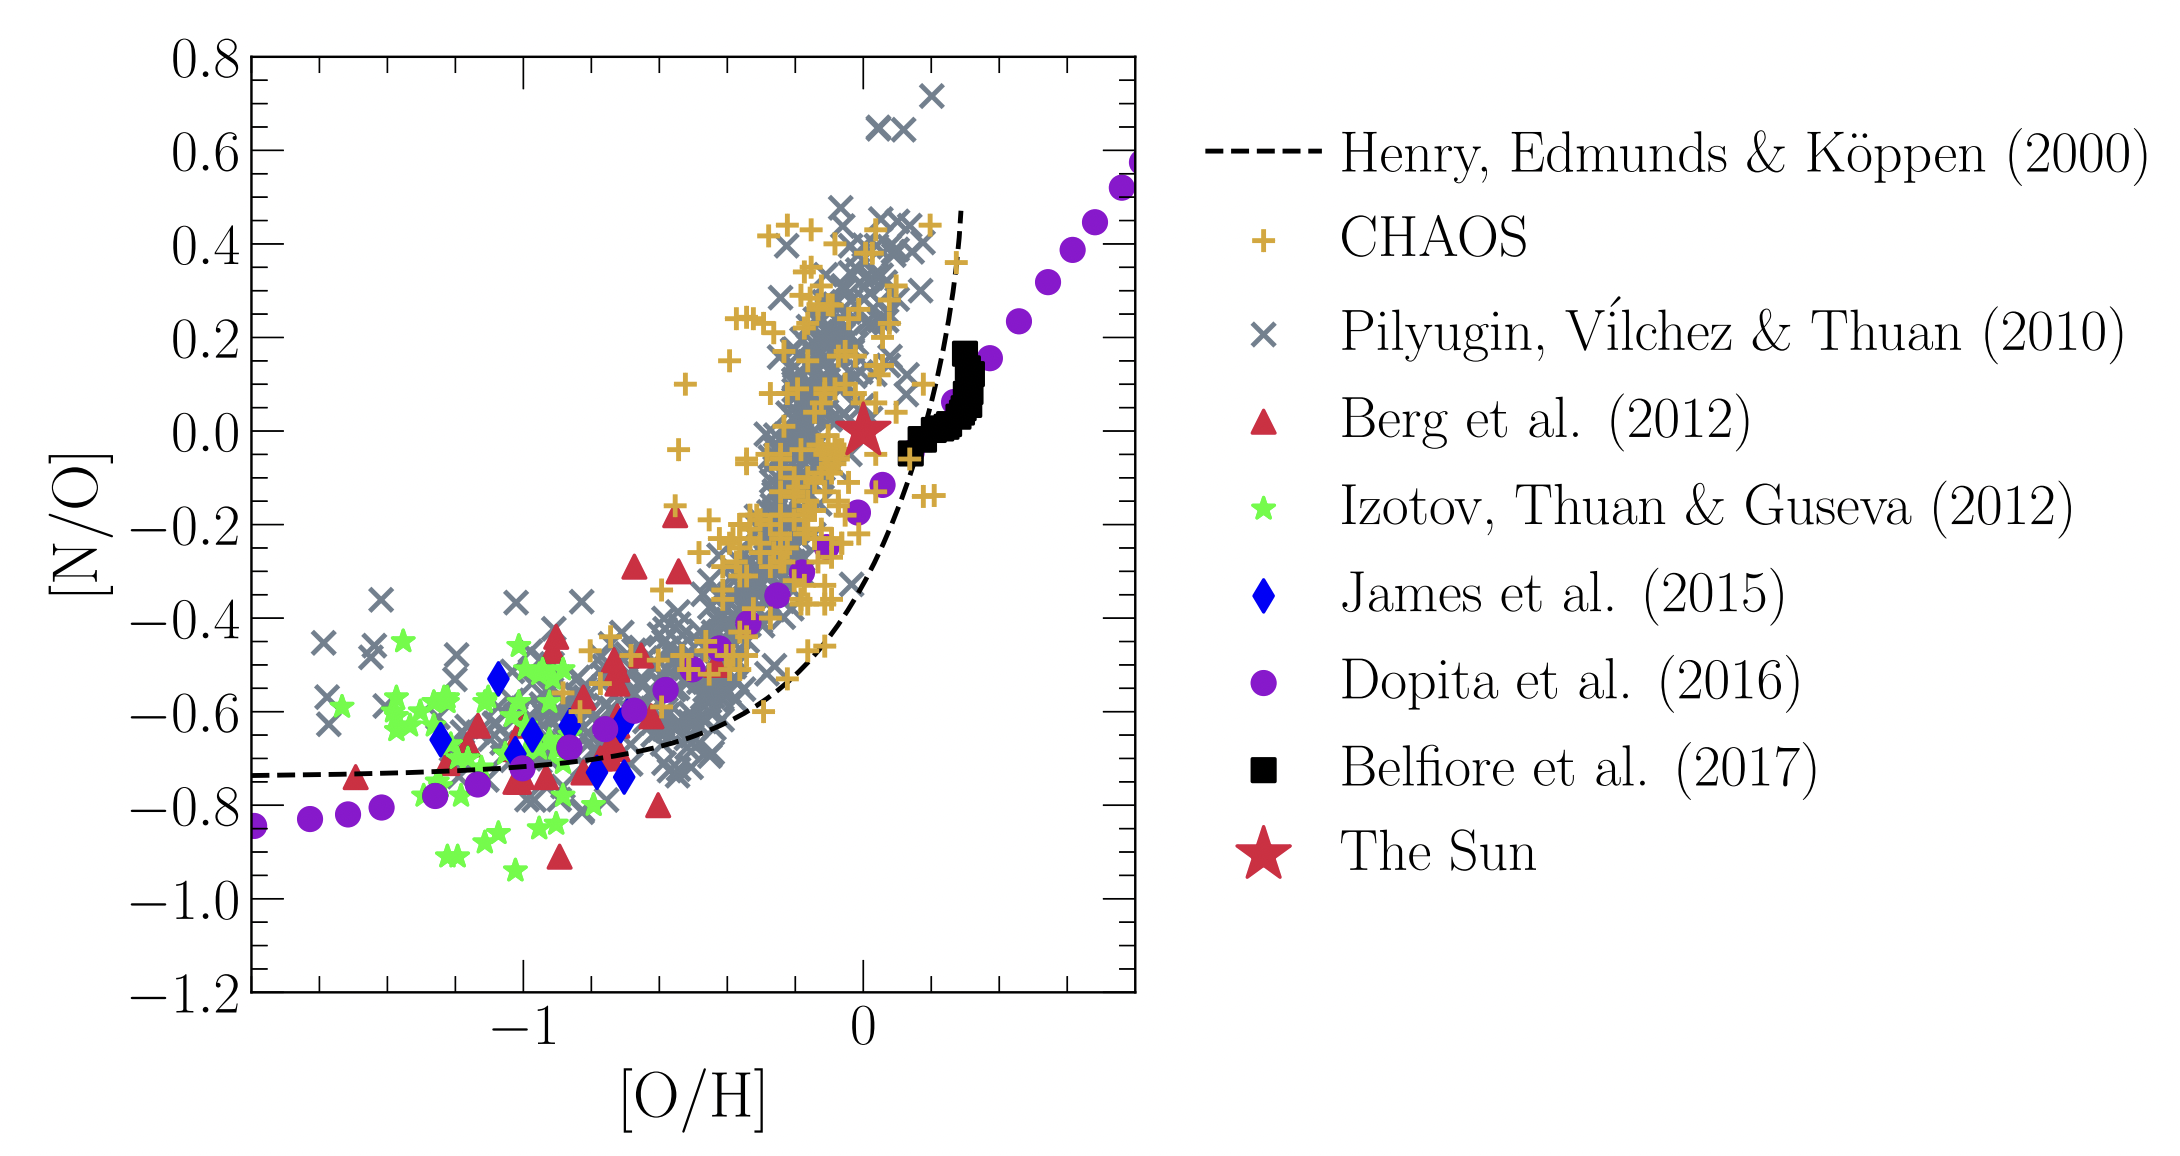 0.8
0.6
0.4
0.2
0.0
−0.2
−0.4
−0.6
−0.8
−1.0
−1.2
[N/O]
−1 0
[O/H]
Henry, Edmunds & Köppen (2000)
CHAOS
Pilyugin, Vílchez & Thuan (2010)
Berg et al. (2012)
Izotov, Thuan & Guseva (2012)
James et al. (2015)
Dopita et al. (2016)
Belfiore et al. (2017)
The Sun